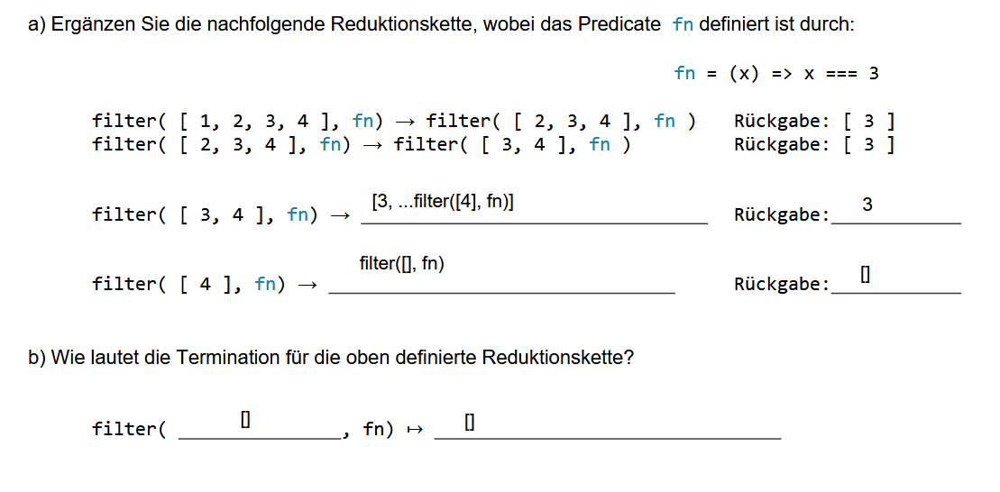 a) Ergänzen Sie die nachfolgende Reduktionskette, wobei das Predicate fn definiert ist durch:
fn = (x) => x === 3
filter( [ 1, 2, 3, 4 ], fn) → filter( [ 2, 3, 4 ], fn ) Rückgabe: [ 3 ]
filter( [ 2, 3, 4 ], fn) → filter( [ 3, 4 ], fn ) Rückgabe: [ 3 ]
filter( [ 3, 4 ], fn) → [3, ...filter([4], fn)] Rückgabe: 3
filter( [ 4 ], fn) → filter([], fn) Rückgabe: []
b) Wie lautet die Termination für die oben definierte Reduktionskette?
filter( [], fn) ↦ []